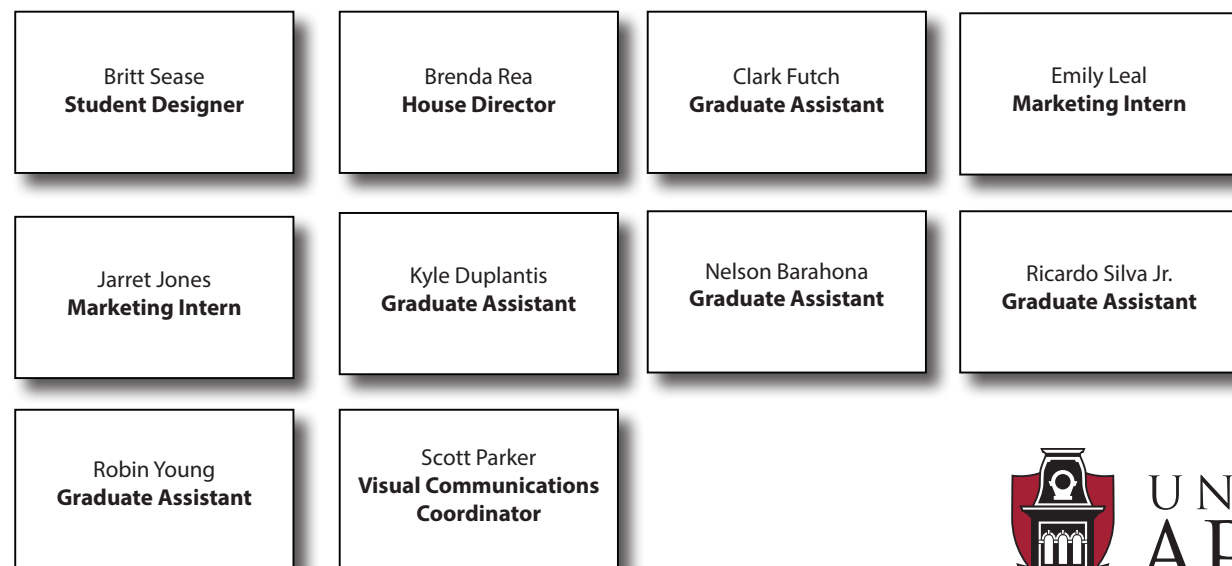 Britt Sease
Student Designer
Brenda Rea
House Director
Clark Futch
Graduate Assistant
Emily Leal
Marketing Intern
Jarret Jones
Marketing Intern
Kyle Duplantis
Graduate Assistant
Nelson Barahona
Graduate Assistant
Ricardo Silva Jr.
Graduate Assistant
Robin Young
Graduate Assistant
Scott Parker
Visual Communications
Coordinator